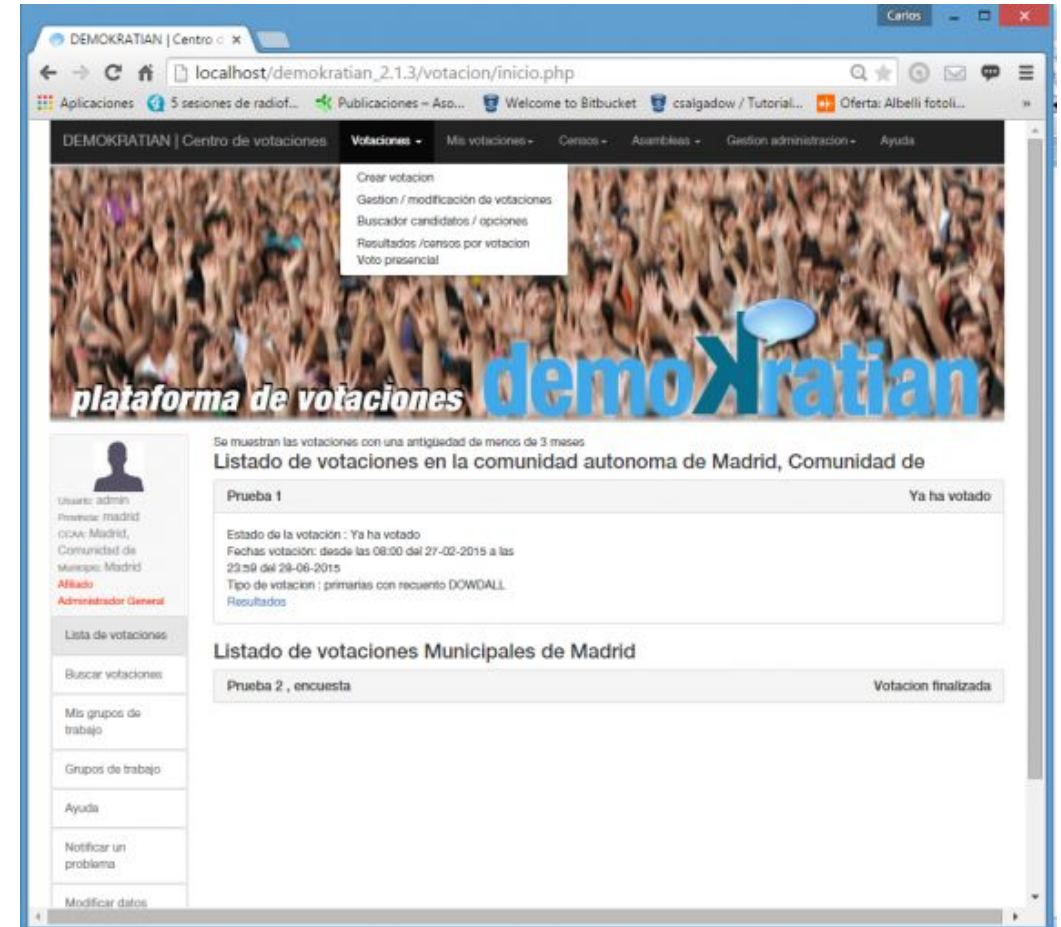 Carlos
DEMOKRATIAN | Centro c
localhost/demokratian_2.1.3/votacion/inicio.php
Aplicaciones 5 sesiones de radiof... Publicaciones – Aso... Welcome to Bitbucket csalgadow / Tutorial... Oferta: Albelli fotoli... »
DEMOKRATIAN | Centro de votaciones Votaciones Mis votaciones Censos Asambleas Gestion administracion Ayuda
Crear votacion
Gestion / modificación de votaciones
Buscador candidatos / opciones
Resultados /censos por votacion
Voto presencial
plataforma de votaciones demoKratian
Se muestran las votaciones con una antigüedad de menos de 3 meses
Listado de votaciones en la comunidad autonoma de Madrid, Comunidad de
Prueba 1 Ya ha votado
Estado de la votación : Ya ha votado
Fechas votación: desde las 08:00 del 27-02-2015 a las
23:59 del 28-06-2015
Tipo de votacion : primarias con recuento DOWDALL
Resultados
Listado de votaciones Municipales de Madrid
Prueba 2 , encuesta Votacion finalizada
Usuario: admin
Provincia: madrid
CCAA: Madrid,
Comunidad de
Municipio: Madrid
Afiliado
Administrador General
Lista de votaciones
Buscar votaciones
Mis grupos de
trabajo
Grupos de trabajo
Ayuda
Notificar un
problema
Modificar datos